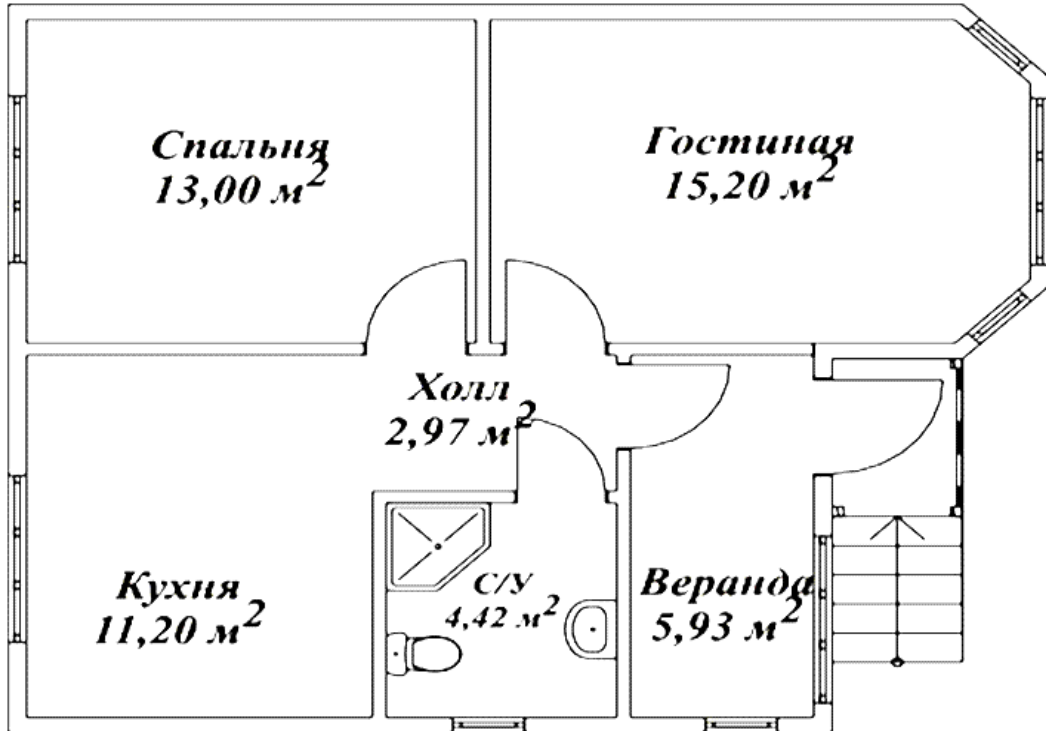 Спальня
13,00 м²
Гостиная
15,20 м²
Холл
2,97 м²
Кухня
11,20 м²
С/У
4,42 м²
Веранда
5,93 м²